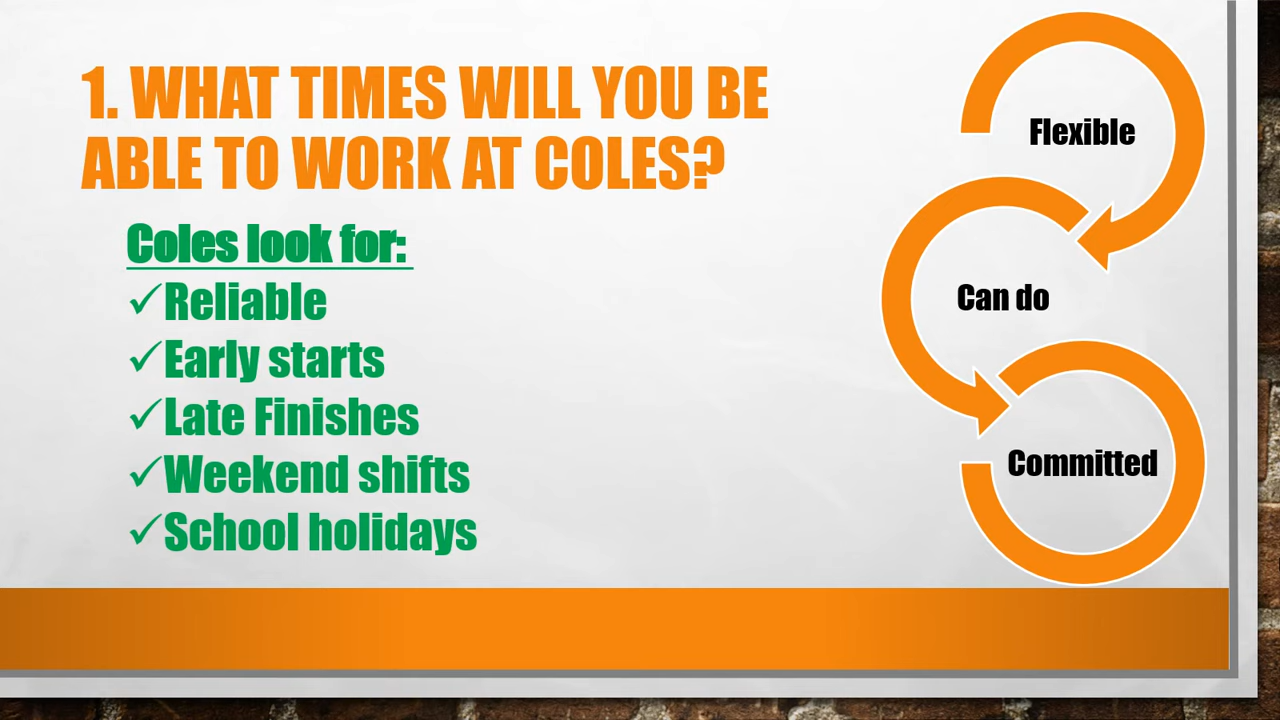 1. WHAT TIMES WILL YOU BE
ABLE TO WORK AT COLES?
Coles look for:
✓Reliable
✓Early starts
✓Late Finishes
✓Weekend shifts
✓School holidays
Flexible
Can do
Committed